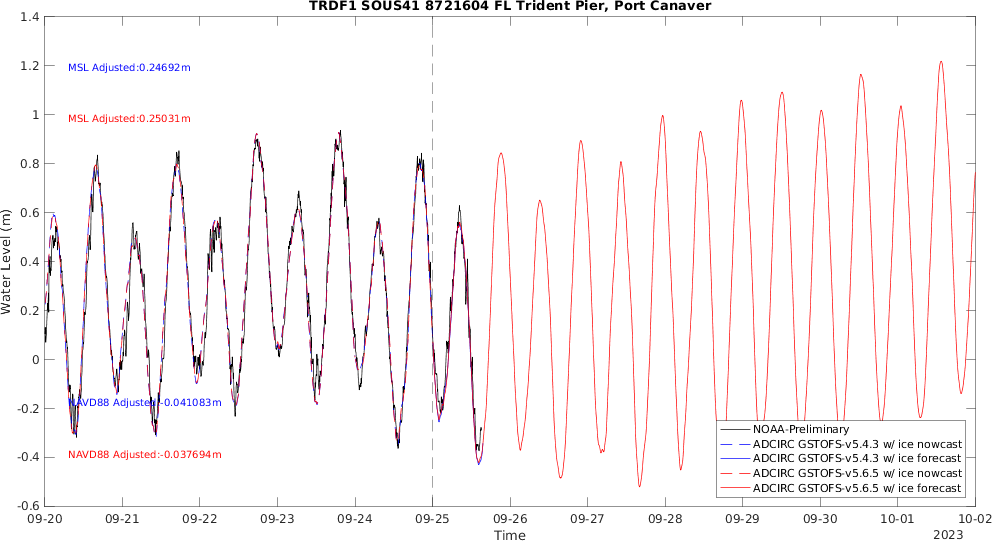 TRDF1 SOUS41 8721604 FL Trident Pier, Port Canaver
1.4
1.2
1
0.8
0.6
0.4
0.2
0
-0.2
-0.4
-0.6
Water Level (m)
MSL Adjusted:0.24692m
MSL Adjusted:0.25031m
NAVD88 Adjusted:-0.041083m
NAVD88 Adjusted:-0.037694m
NOAA-Preliminary
ADCIRC GSTOFS-v5.4.3 w/ ice nowcast
ADCIRC GSTOFS-v5.4.3 w/ ice forecast
ADCIRC GSTOFS-v5.6.5 w/ ice nowcast
ADCIRC GSTOFS-v5.6.5 w/ ice forecast
09-20 09-21 09-22 09-23 09-24 09-25 09-26 09-27 09-28 09-29 09-30 10-01 10-02
Time
2023